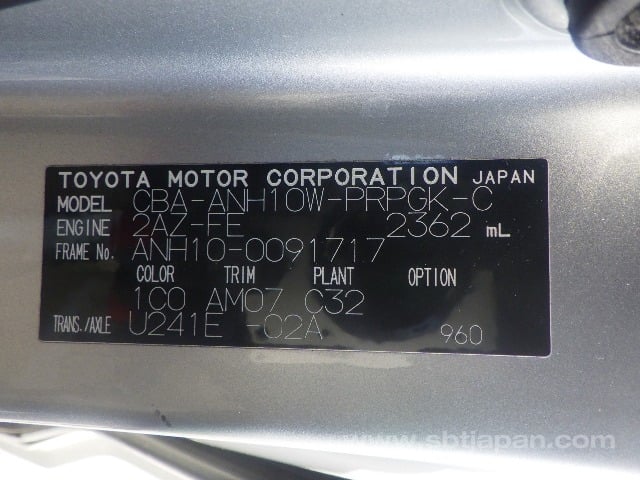 TOYOTA MOTOR CORPORATION JAPAN
MODEL CBA-ANH10W-PRPGK-C
ENGINE 2AZ-FE 2362 mL
FRAME No. ANH10-0091717
COLOR TRIM PLANT OPTION
1C0 AM07 C32
TRANS./AXLE U241E -02A 960
www.sbtjapan.com